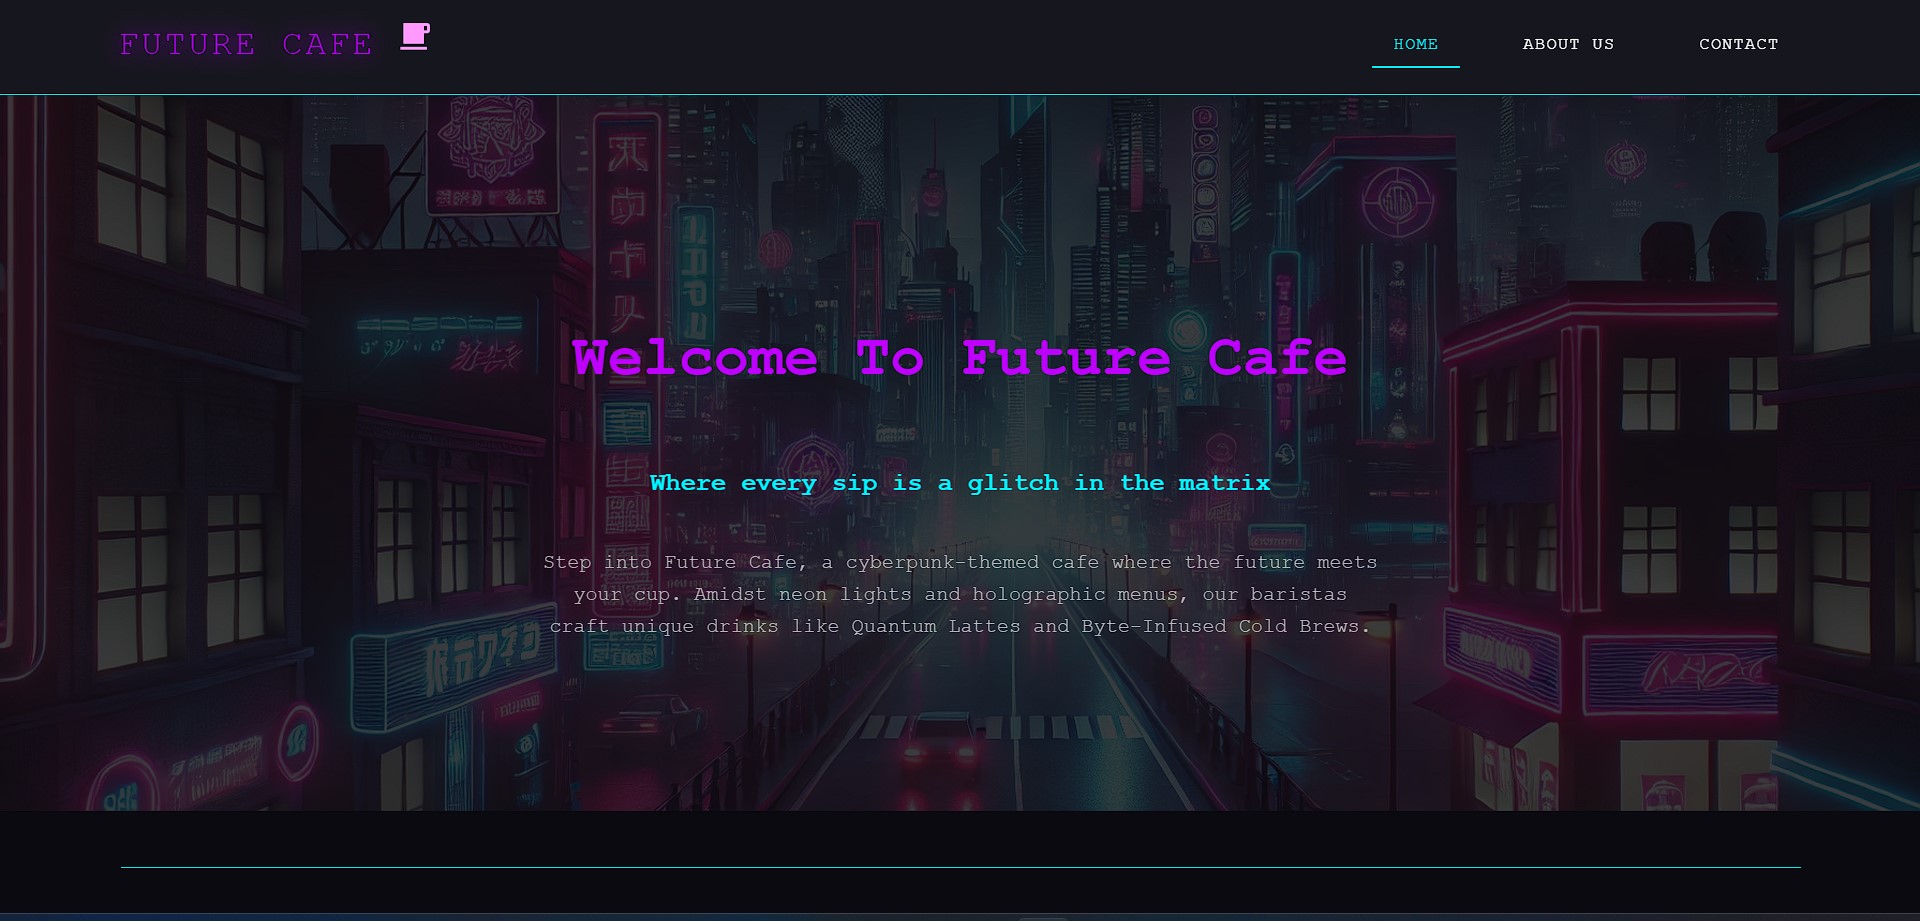 FUTURE CAFE
HOME
ABOUT US
CONTACT
Welcome To Future Cafe
Where every sip is a glitch in the matrix
Step into Future Cafe, a cyberpunk-themed cafe where the future meets
your cup. Amidst neon lights and holographic menus, our baristas
craft unique drinks like Quantum Lattes and Byte-Infused Cold Brews.